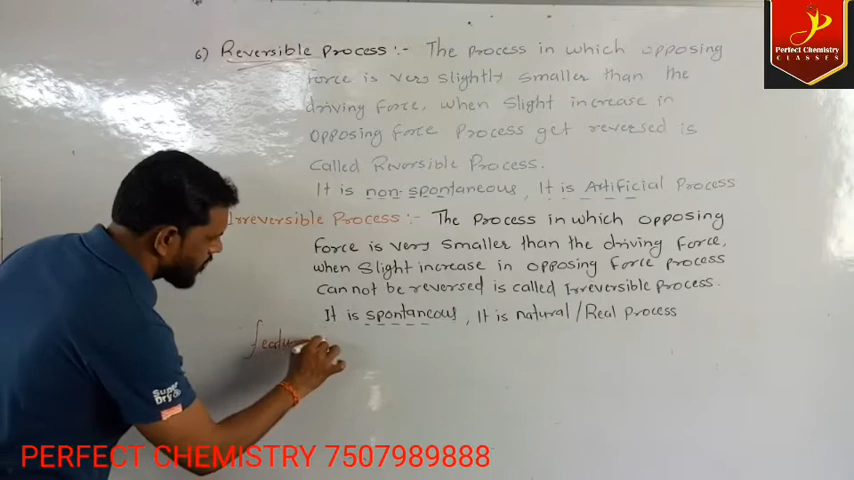 6) Reversible Process :- The process in which opposing
force is very slightly smaller than the
driving force, when slight increase in
opposing force process get reversed is
called Reversible Process.
It is non-spontaneous, It is Artificial Process
Irreversible Process :- The process in which opposing
force is very smaller than the driving force,
when slight increase in opposing force process
cannot be reversed is called Irreversible process.
It is spontaneous, It is natural / Real process
featu
Perfect Chemistry
CLASSES
Super
Dry
PERFECT CHEMISTRY 7507989888